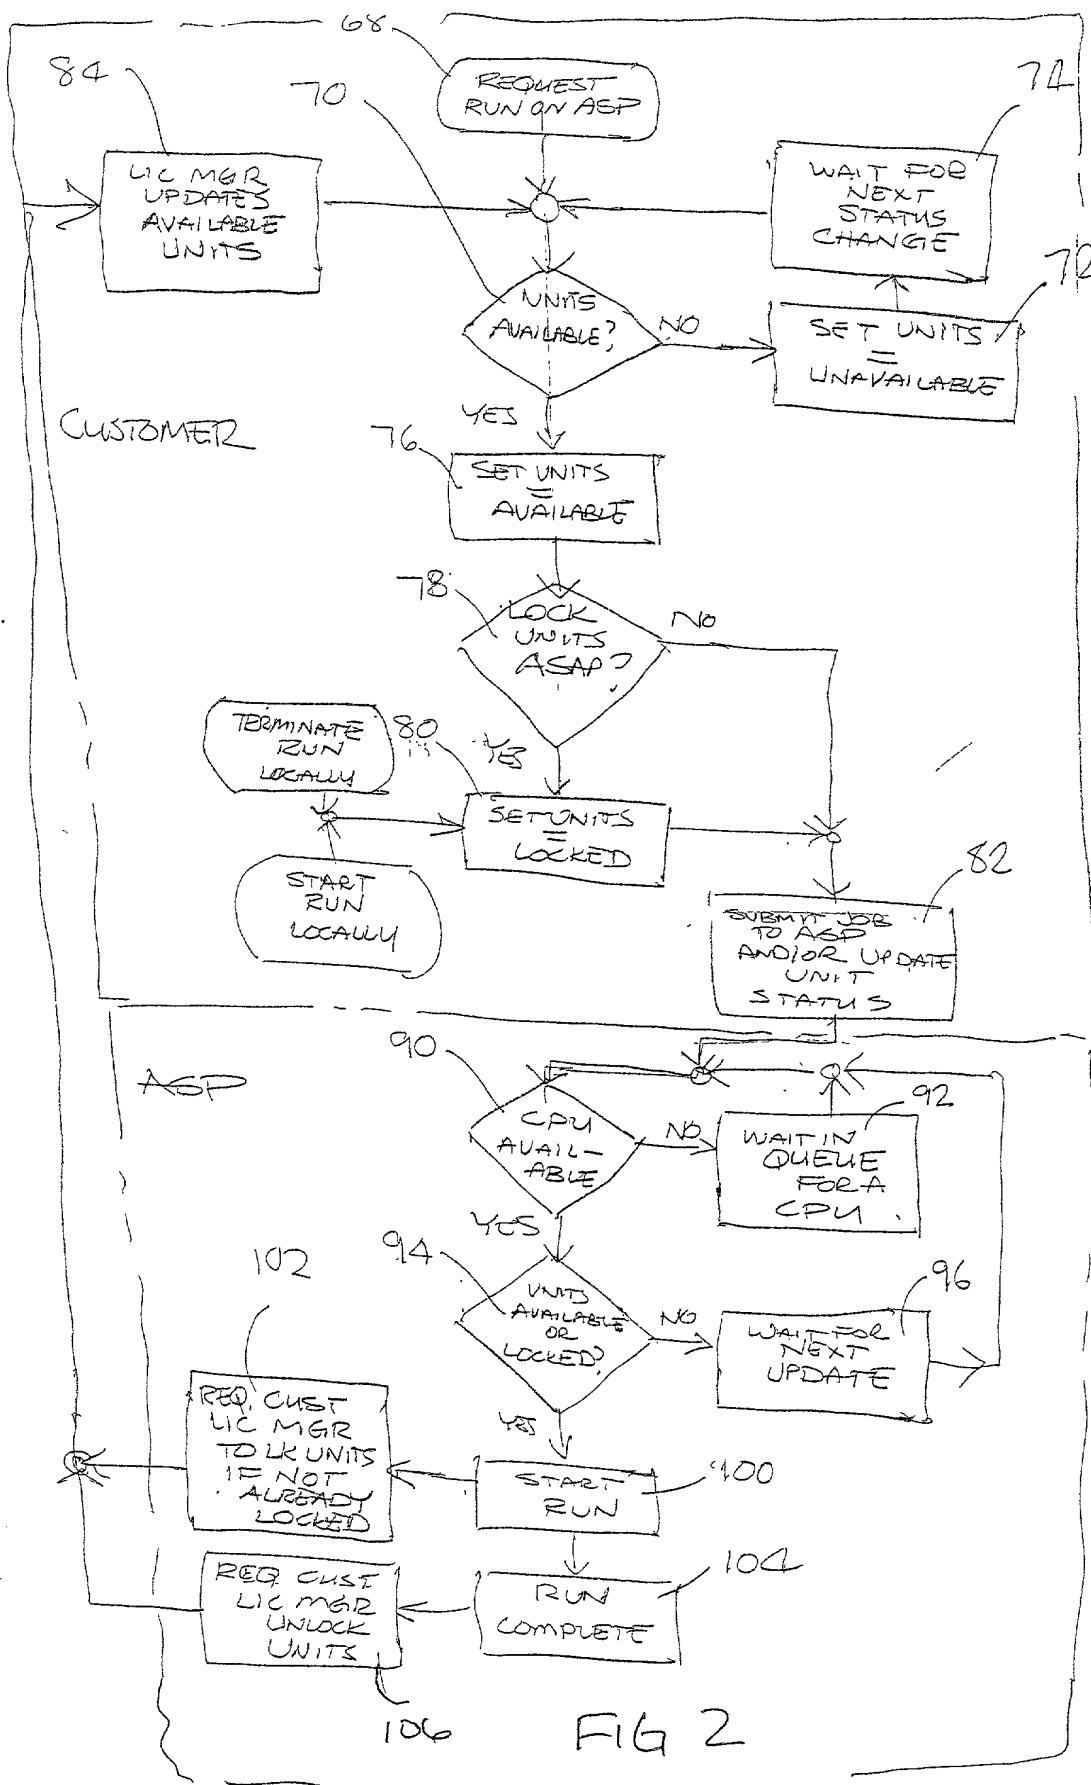 68
REQUEST
RUN ON ASP
84
70
74
LIC MGR
UPDATES
AVAILABLE
UNITS
WAIT FOR
NEXT
STATUS
CHANGE
72
UNITS
AVAILABLE?
NO
SET UNITS
=
UNAVAILABLE
YES
CUSTOMER
76
SET UNITS
=
AVAILABLE
78
LOCK
UNITS
ASAP?
NO
YES
TERMINATE
RUN
LOCALLY
80
SET UNITS
=
LOCKED
START
RUN
LOCALLY
82
SUBMIT JOB
TO ASP
AND/OR UPDATE
UNIT
STATUS
ASP
90
CPU
AVAIL-
ABLE
NO
92
WAIT IN
QUEUE
FOR A
CPU
YES
94
UNITS
AVAILABLE
OR
LOCKED?
NO
96
WAIT FOR
NEXT
UPDATE
YES
102
REQ. CUST
LIC MGR
TO LK UNITS
IF NOT
ALREADY
LOCKED
START
RUN
100
REQ CUST
LIC MGR
UNLOCK
UNITS
RUN
COMPLETE
104
106
FIG 2